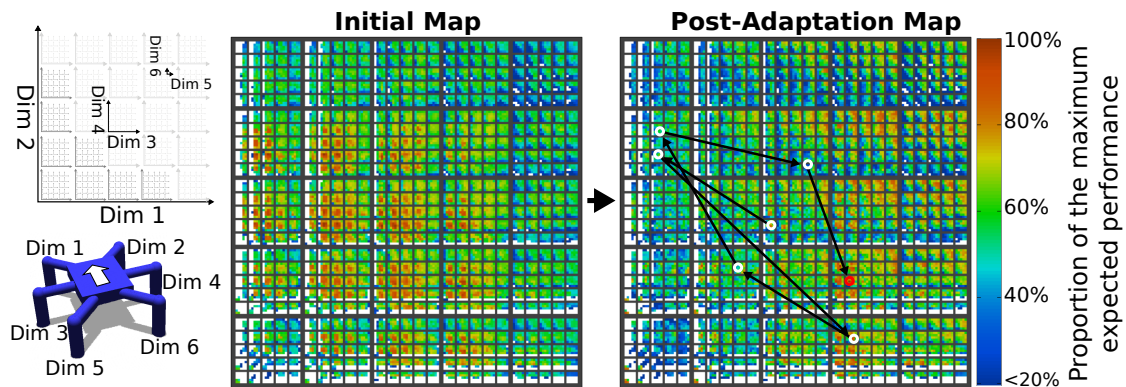 Initial Map
Post-Adaptation Map
Dim 2
Dim 1
Dim 4
Dim 3
Dim 6
Dim 5
Dim 1
Dim 2
Dim 4
Dim 3
Dim 5
Dim 6
100%
80%
60%
40%
<20%
Proportion of the maximum
expected performance